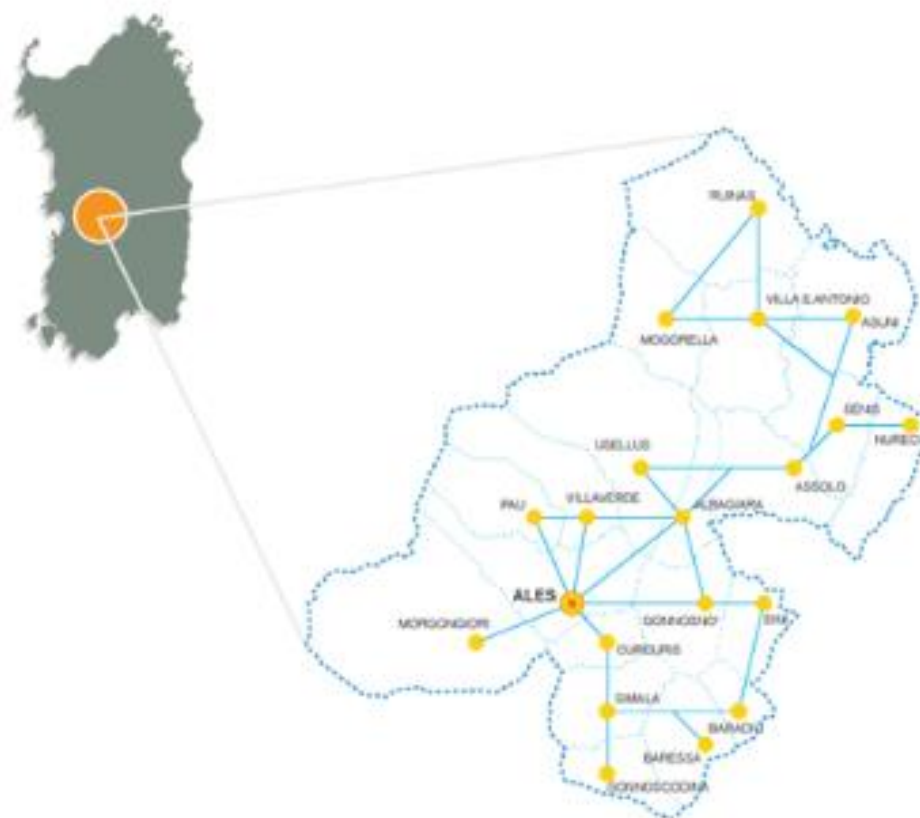 RUINAS
VILLA S.ANTONIO
ASUNI
MOGORELLA
SENIS
NURECI
USELLUS
ASSOLO
VILLAVERDE
PAU
ALBAGIARA
ALES
GONNOSNO'
SINI
MORGONGIORI
CURCURIS
SIMALA
BARADILI
BARESSA
GONNOSCODINA